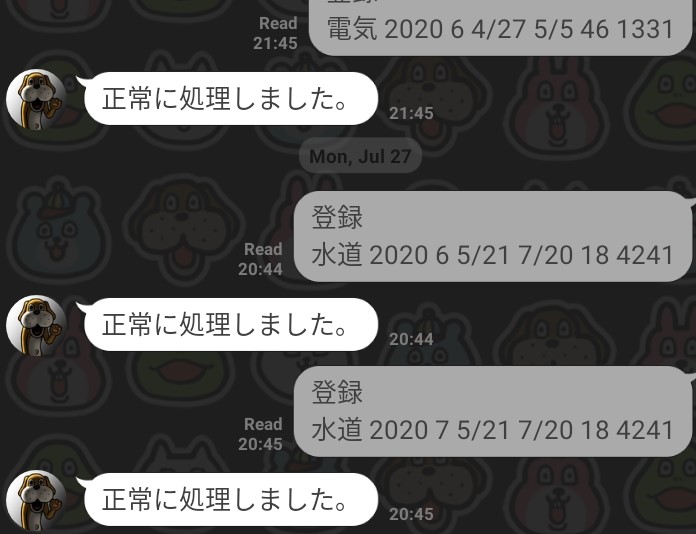 登録
Read
21:45
電気 2020 6 4/27 5/5 46 1331
正常に処理しました。
21:45
Mon, Jul 27
登録
水道 2020 6 5/21 7/20 18 4241
Read
20:44
正常に処理しました。
20:44
登録
水道 2020 7 5/21 7/20 18 4241
Read
20:45
正常に処理しました。
20:45